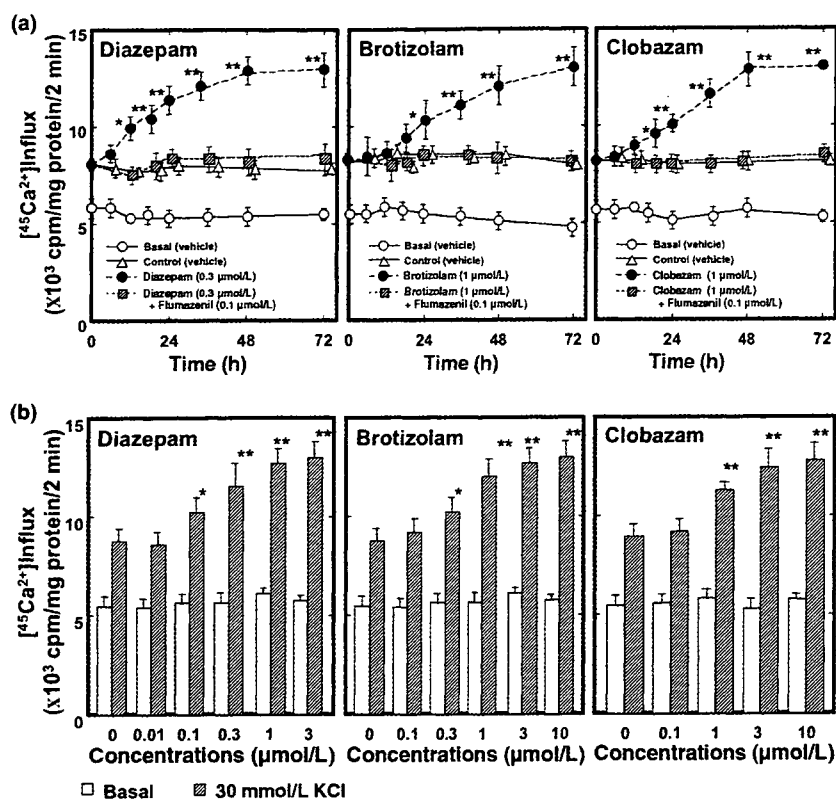 (a)
Diazepam
Brotizolam
Clobazam
[⁴⁵Ca²⁺]Influx
(x10³ cpm/mg protein/2 min)
15
10
5
0
* ** ** ** ** ** **
Basal (vehicle)
Control (vehicle)
Diazepam (0.3 µmol/L)
Diazepam (0.3 µmol/L)
+ Flumazenil (0.1 µmol/L)
0 24 48 72
Time (h)
* ** ** ** **
Basal (vehicle)
Control (vehicle)
Brotizolam (1 µmol/L)
Brotizolam (1 µmol/L)
+ Flumazenil (0.1 µmol/L)
0 24 48 72
Time (h)
* ** ** ** ** **
Basal (vehicle)
Control (vehicle)
Clobazam (1 µmol/L)
Clobazam (1 µmol/L)
+ Flumazenil (0.1 µmol/L)
0 24 48 72
Time (h)
(b)
Diazepam
Brotizolam
Clobazam
[⁴⁵Ca²⁺]Influx
(x10³ cpm/mg protein/2 min)
15
10
5
0
* ** ** **
0 0.01 0.1 0.3 1 3
Concentrations (µmol/L)
* ** ** **
0 0.1 0.3 1 3 10
Concentrations (µmol/L)
** ** **
0 0.1 1 3 10
Concentrations (µmol/L)
Basal
30 mmol/L KCl